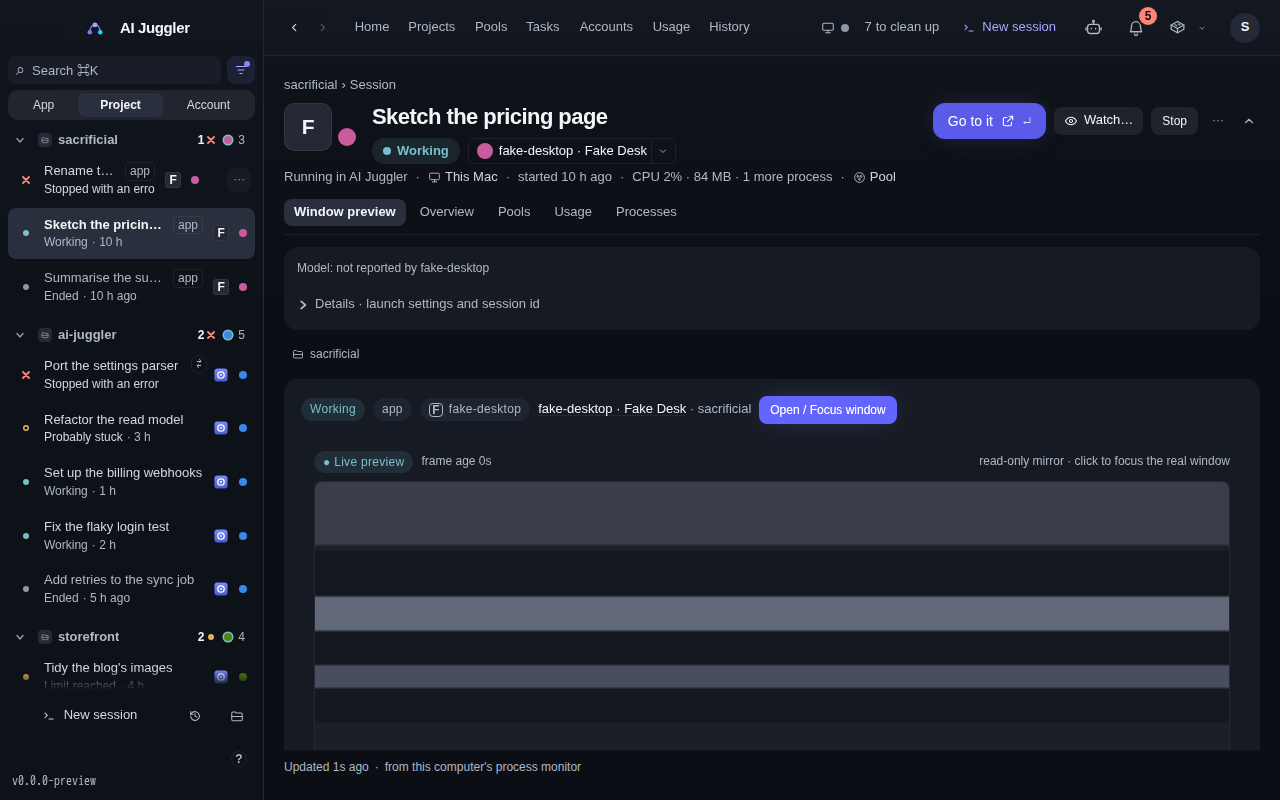 AI Juggler
Search ⌘K
App Project Account
sacrificial 1 3
Rename t… app F
Stopped with an erro
Sketch the pricin… app F
Working · 10 h
Summarise the su… app F
Ended · 10 h ago
ai-juggler 2 5
Port the settings parser
Stopped with an error
Refactor the read model
Probably stuck · 3 h
Set up the billing webhooks
Working · 1 h
Fix the flaky login test
Working · 2 h
Add retries to the sync job
Ended · 5 h ago
storefront 2 4
Tidy the blog's images
Limit reached · 4 h
New session
?
v0.0.0-preview
Home Projects Pools Tasks Accounts Usage History
7 to clean up
New session
5
S
sacrificial › Session
F
Sketch the pricing page
Working
fake-desktop · Fake Desk
Go to it
Watch…
Stop
Running in AI Juggler · This Mac · started 10 h ago · CPU 2% · 84 MB · 1 more process · Pool
Window preview Overview Pools Usage Processes
Model: not reported by fake-desktop
Details · launch settings and session id
sacrificial
Working app F fake-desktop fake-desktop · Fake Desk · sacrificial Open / Focus window
Live preview frame age 0s
read-only mirror · click to focus the real window
Updated 1s ago · from this computer's process monitor